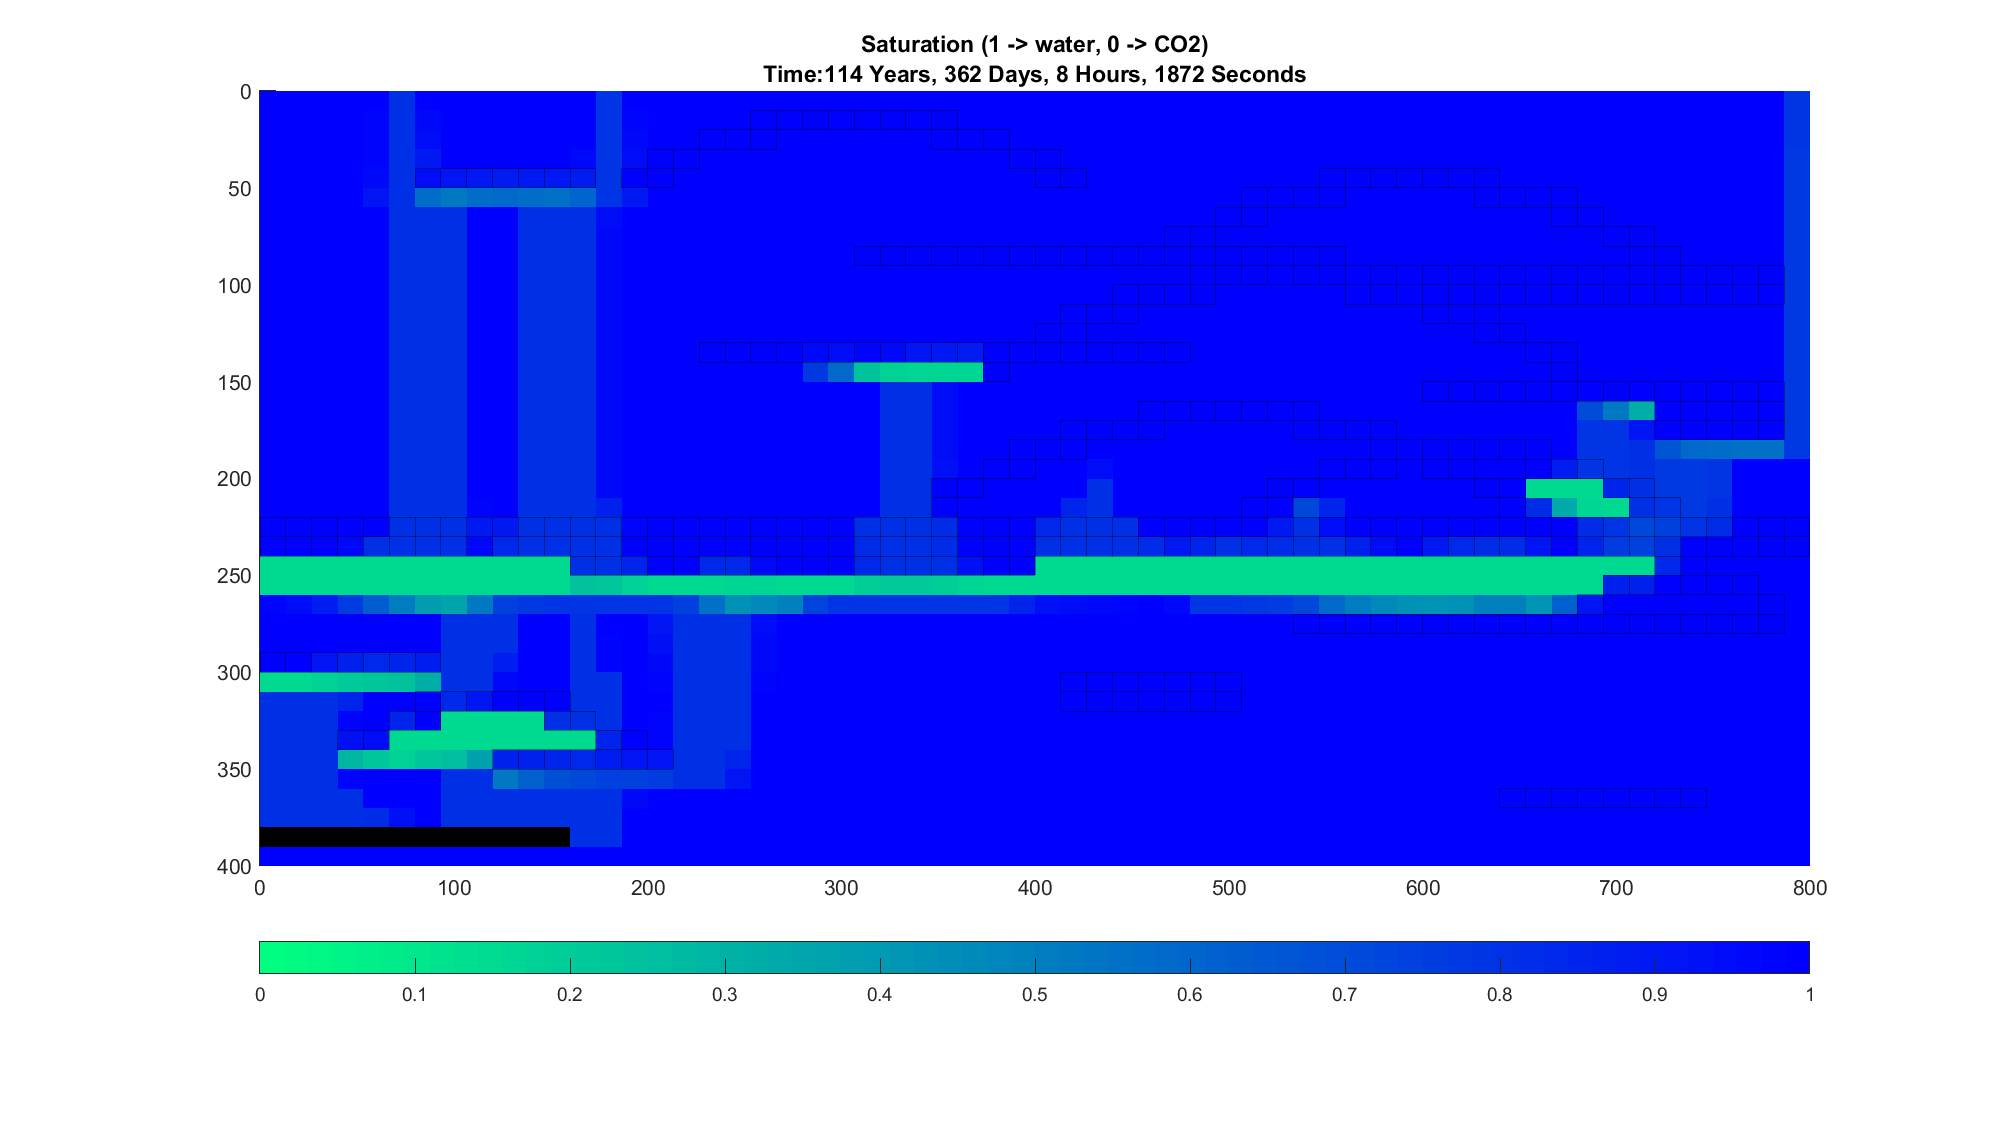 Saturation (1 -> water, 0 -> CO2)
Time:114 Years, 362 Days, 8 Hours, 1872 Seconds
0
50
100
150
200
250
300
350
400
0 100 200 300 400 500 600 700 800
0 0.1 0.2 0.3 0.4 0.5 0.6 0.7 0.8 0.9 1